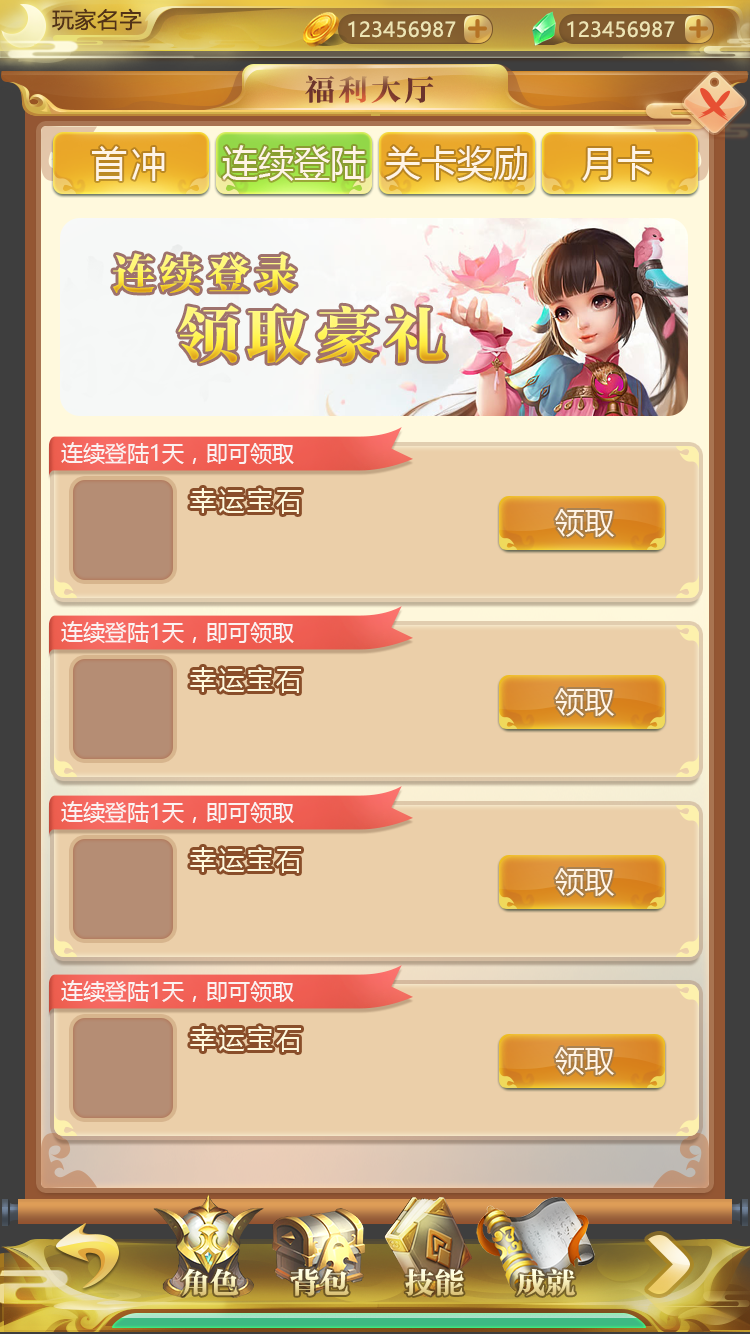 玩家名字
123456987
123456987
福利大厅
首冲
连续登陆
关卡奖励
月卡
连续登录
领取豪礼
连续登陆1天，即可领取
幸运宝石
领取
连续登陆1天，即可领取
幸运宝石
领取
连续登陆1天，即可领取
幸运宝石
领取
连续登陆1天，即可领取
幸运宝石
领取
角色
背包
技能
成就